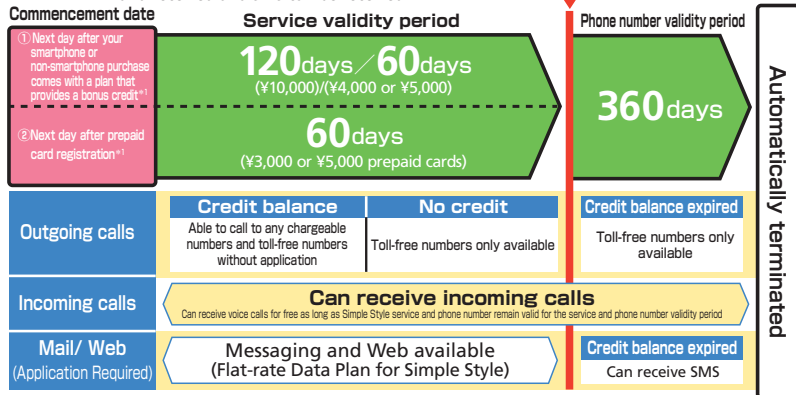 Commencement date
Service validity period
Phone number validity period
①Next day after your
smartphone or
non-smartphone purchase
comes with a plan that
provides a bonus credit*1
120days／60days
(¥10,000)/(¥4,000 or ¥5,000)
②Next day after prepaid
card registration*1
60days
(¥3,000 or ¥5,000 prepaid cards)
360days
Automatically terminated
Outgoing calls
Credit balance
Able to call to any chargeable
numbers and toll-free numbers
without application
No credit
Toll-free numbers only available
Credit balance expired
Toll-free numbers only
available
Incoming calls
Can receive incoming calls
Can receive voice calls for free as long as Simple Style service and phone number remain valid for the service and phone number validity period
Mail/ Web
(Application Required)
Messaging and Web available
(Flat-rate Data Plan for Simple Style)
Credit balance expired
Can receive SMS